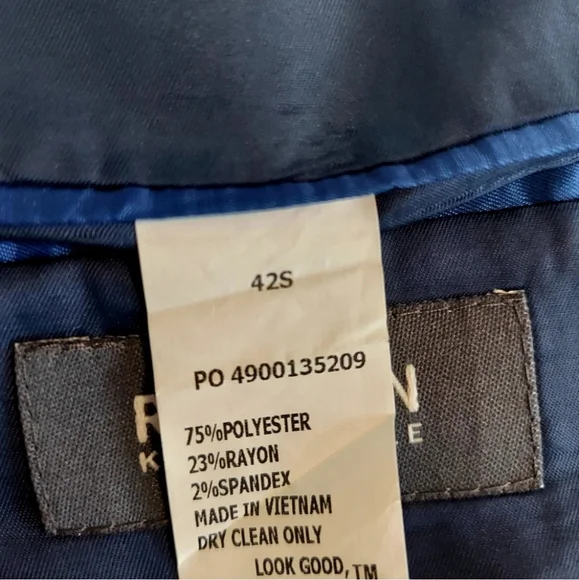 42S
PO 4900135209
75%POLYESTER
23%RAYON
2%SPANDEX
MADE IN VIETNAM
DRY CLEAN ONLY
LOOK GOOD,TM